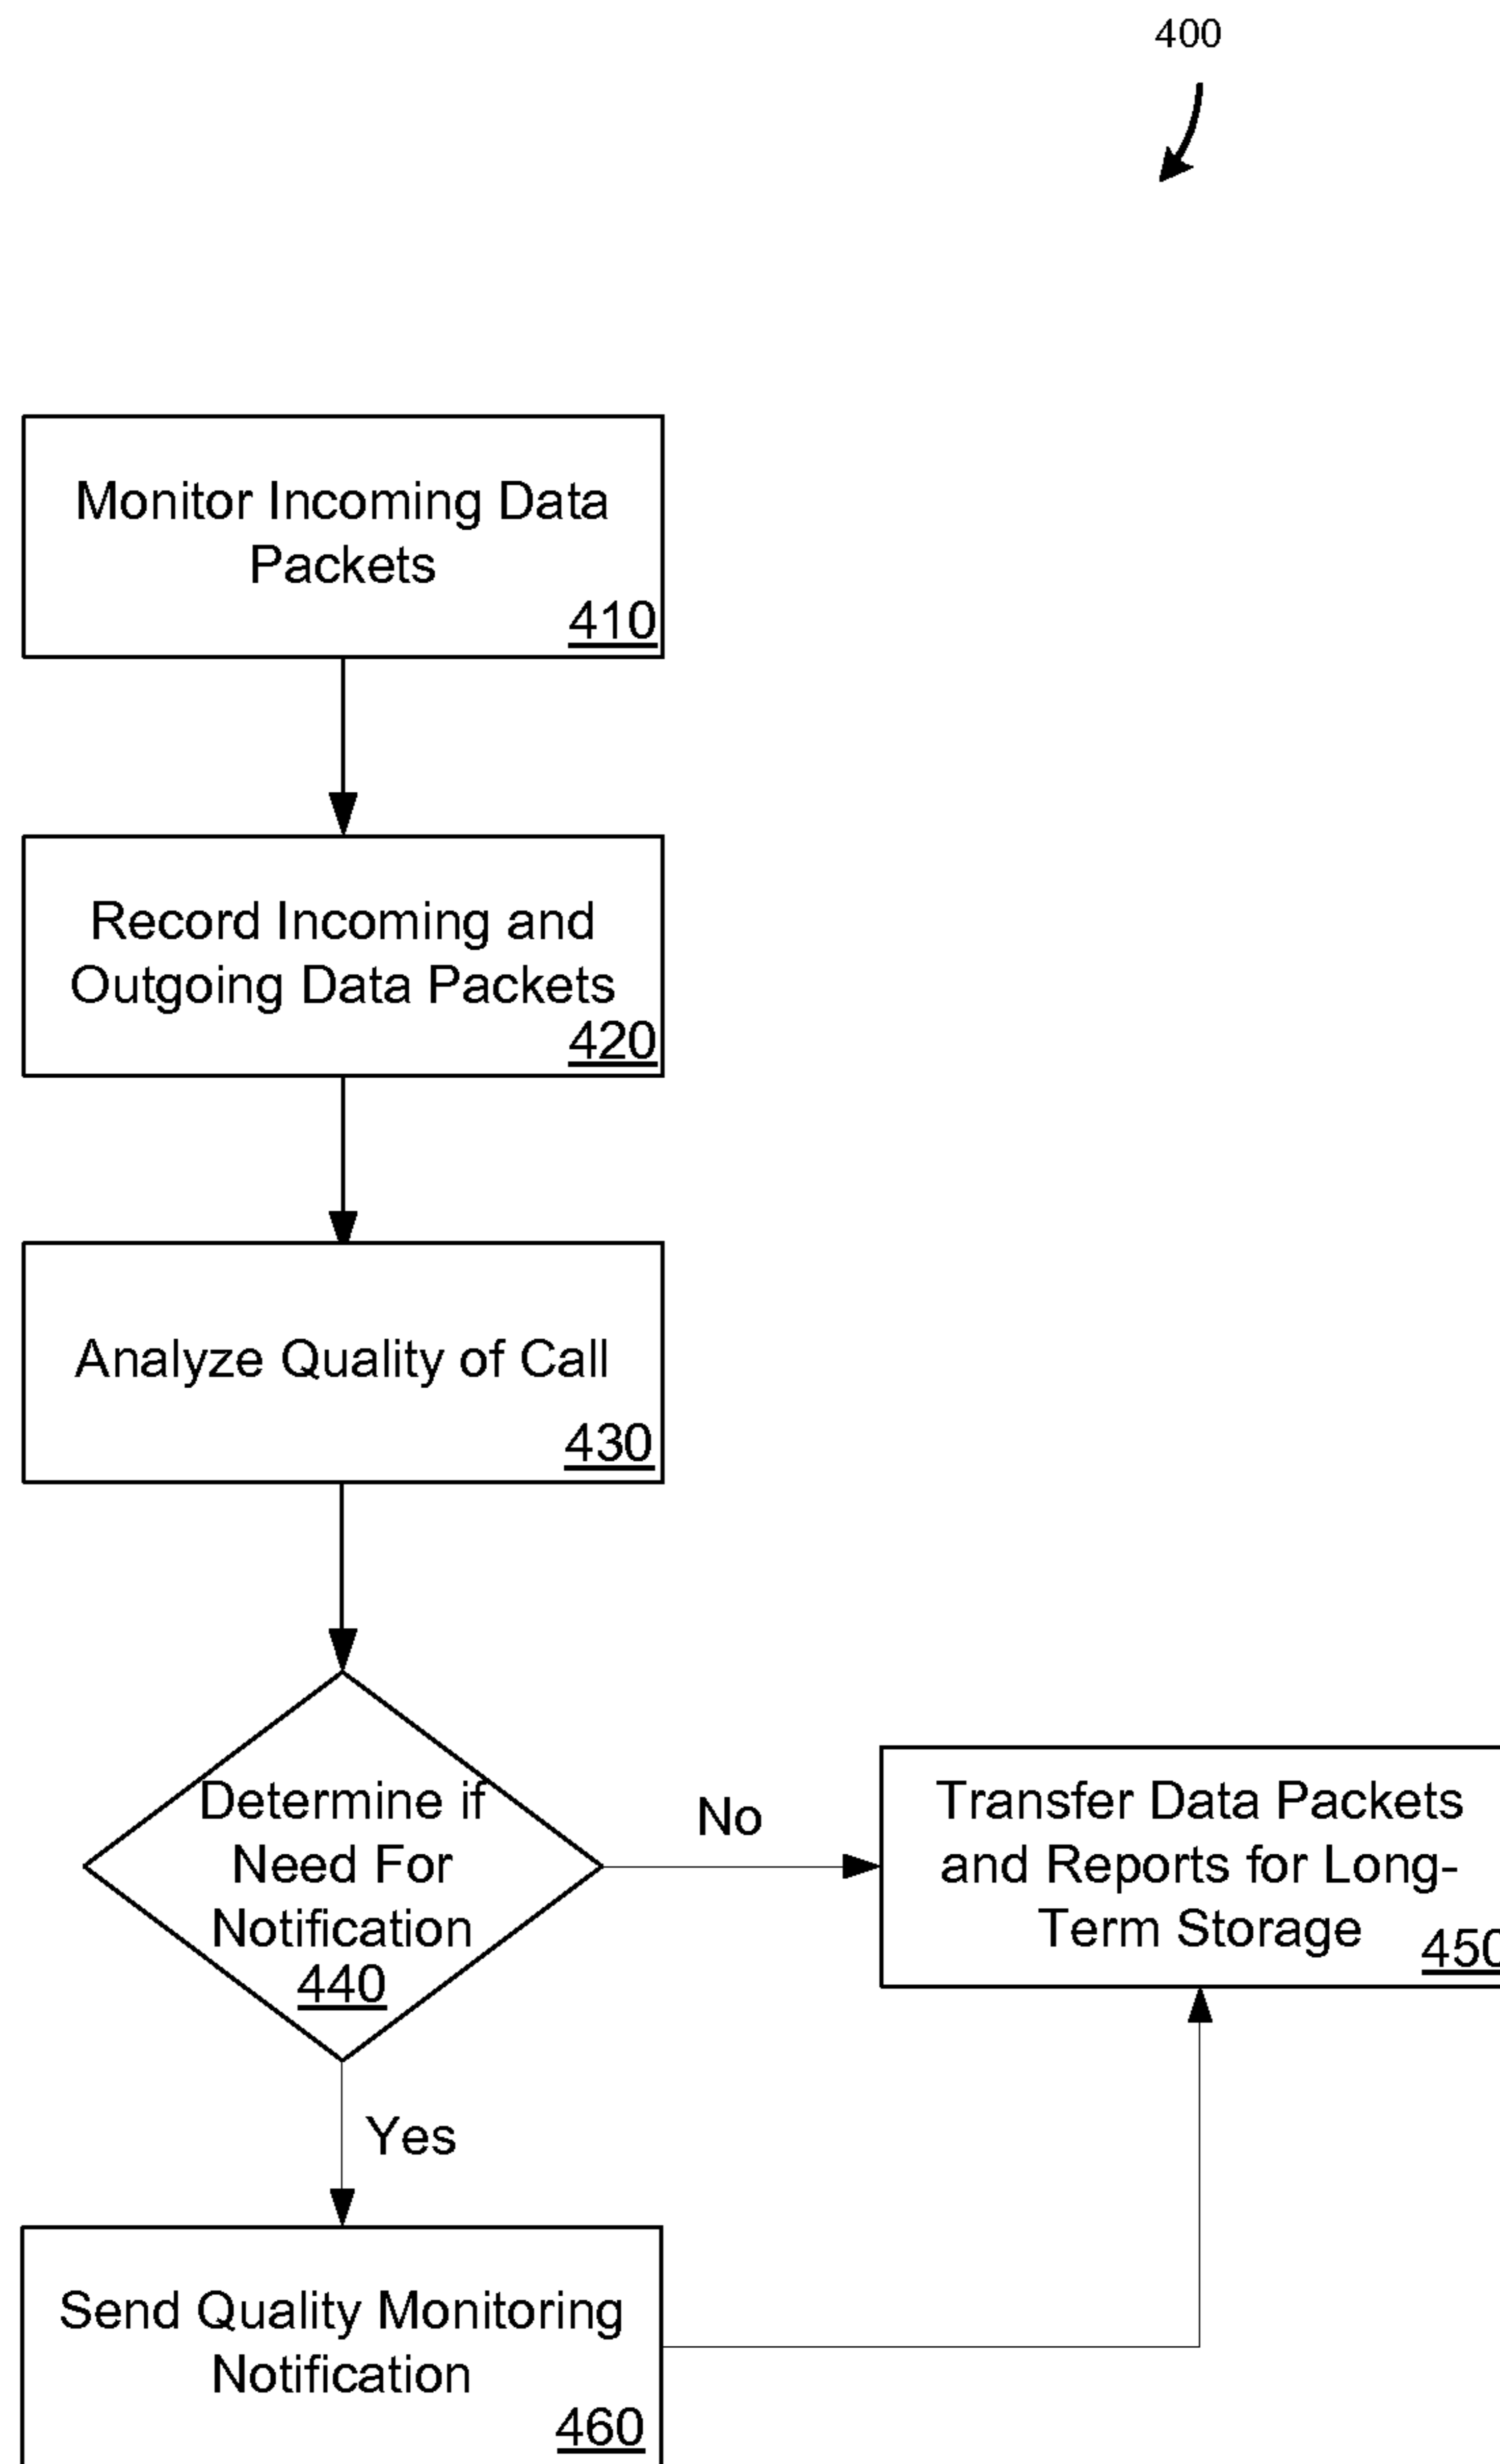 400
Monitor Incoming Data
Packets
410
Record Incoming and
Outgoing Data Packets
420
Analyze Quality of Call
430
Determine if
Need For
Notification
440
No
Transfer Data Packets
and Reports for Long-
Term Storage
450
Yes
Send Quality Monitoring
Notification
460